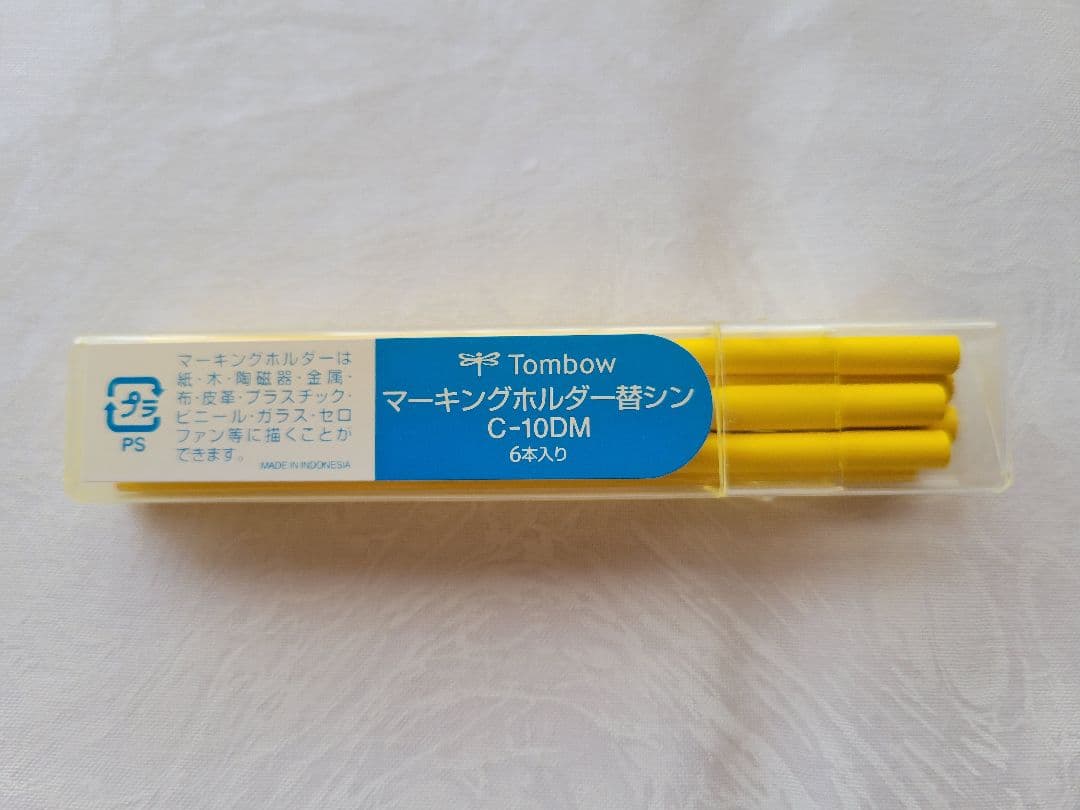 プラ
PS
マーキングホルダーは
紙・木・陶磁器・金属・
布・皮革・プラスチック・
ビニール・ガラス・セロ
ファン等に描くことが
できます。
MADE IN INDONESIA
Tombow
マーキングホルダー替シン
C-10DM
6本入り